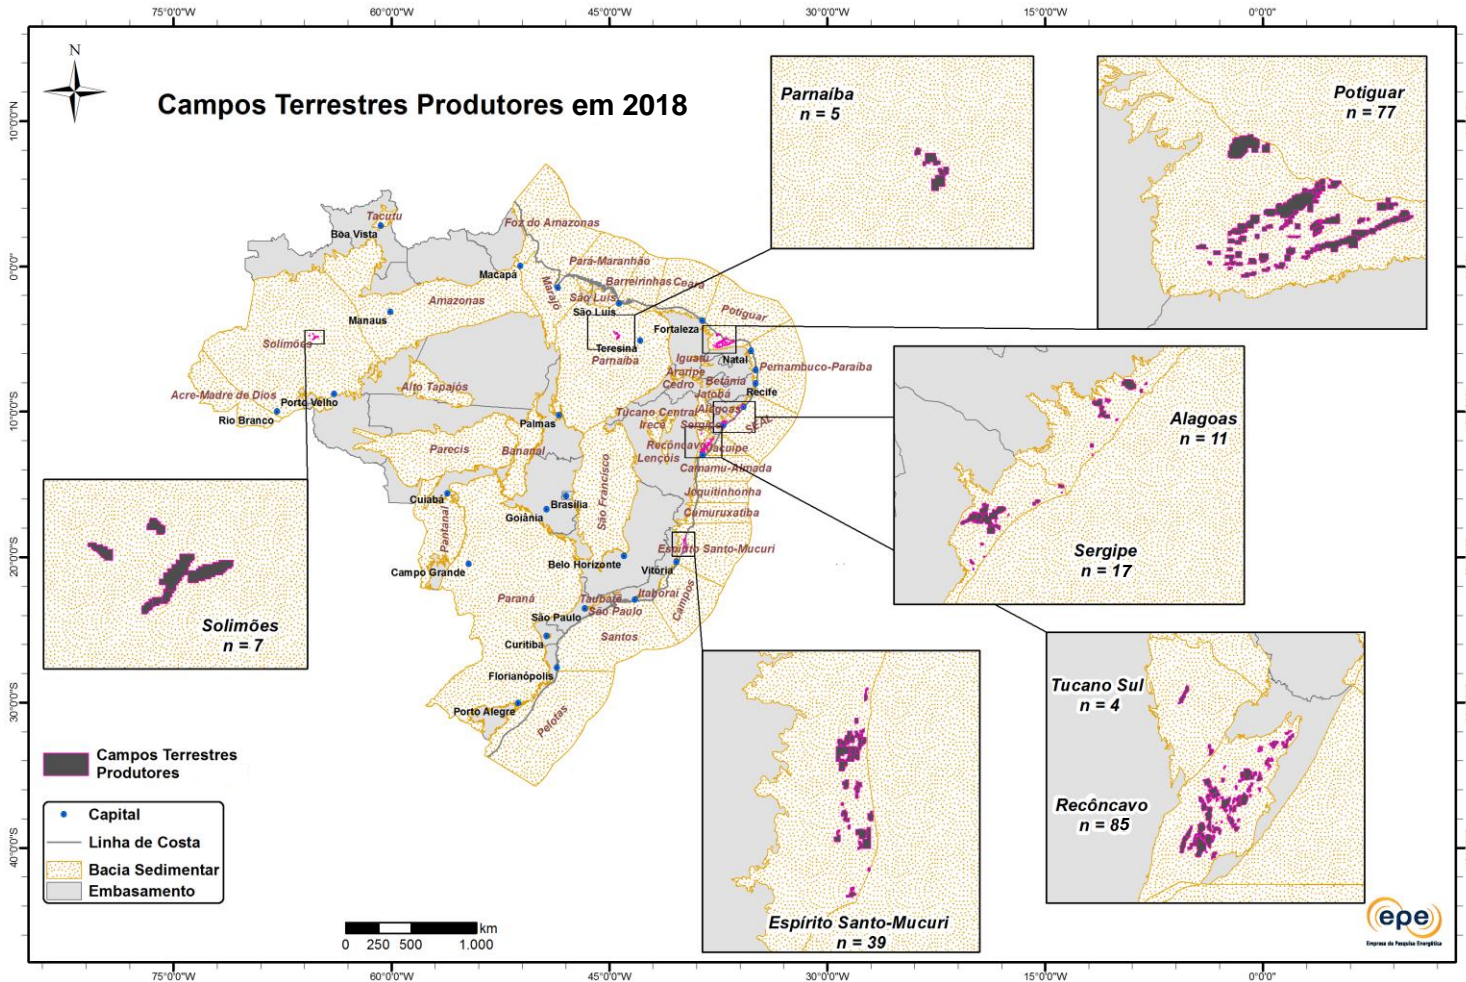 75°0'0"W
60°0'0"W
45°0'0"W
30°0'0"W
15°0'0"W
0°0'0"
N
Campos Terrestres Produtores em 2018
Parnaíba
n = 5
Potiguar
n = 77
10°0'0"N
0°0'0"
10°0'0"S
20°0'0"S
30°0'0"S
40°0'0"S
Tacutu
Boa Vista
Foz do Amazonas
Macapá
Pará-Maranhão
Marajó
Barreirinhas
Ceará
São Luís
São Luís
Amazonas
Manaus
Potiguar
Fortaleza
Solimões
Teresina
Parnaíba
Natal
Iguatu
Araripe
Cedro
Pernambuco-Paraíba
Betânia
Jatobá
Recife
Alto Tapajós
Acre-Madre de Dios
Porto Velho
Rio Branco
Palmas
Tucano Central
Alagoas
Irecê
Sergipe
SEAL
Parecis
Bananal
Recôncavo
Jacuípe
Lençóis
Camamu-Almada
São Francisco
Cuiabá
Brasília
Goiânia
Jequitinhonha
Cumuruxatiba
Pantanal
Espírito Santo-Mucuri
Belo Horizonte
Vitória
Campo Grande
Paraná
Taubaté
Itaboraí
Campos
São Paulo
São Paulo
Santos
Curitiba
Florianópolis
Porto Alegre
Pelotas
Alagoas
n = 11
Sergipe
n = 17
Solimões
n = 7
Tucano Sul
n = 4
Recôncavo
n = 85
Espírito Santo-Mucuri
n = 39
Campos Terrestres
Produtores
Capital
Linha de Costa
Bacia Sedimentar
Embasamento
km
0 250 500 1.000
epe
Empresa de Pesquisa Energética
75°0'0"W
60°0'0"W
45°0'0"W
30°0'0"W
15°0'0"W
0°0'0"